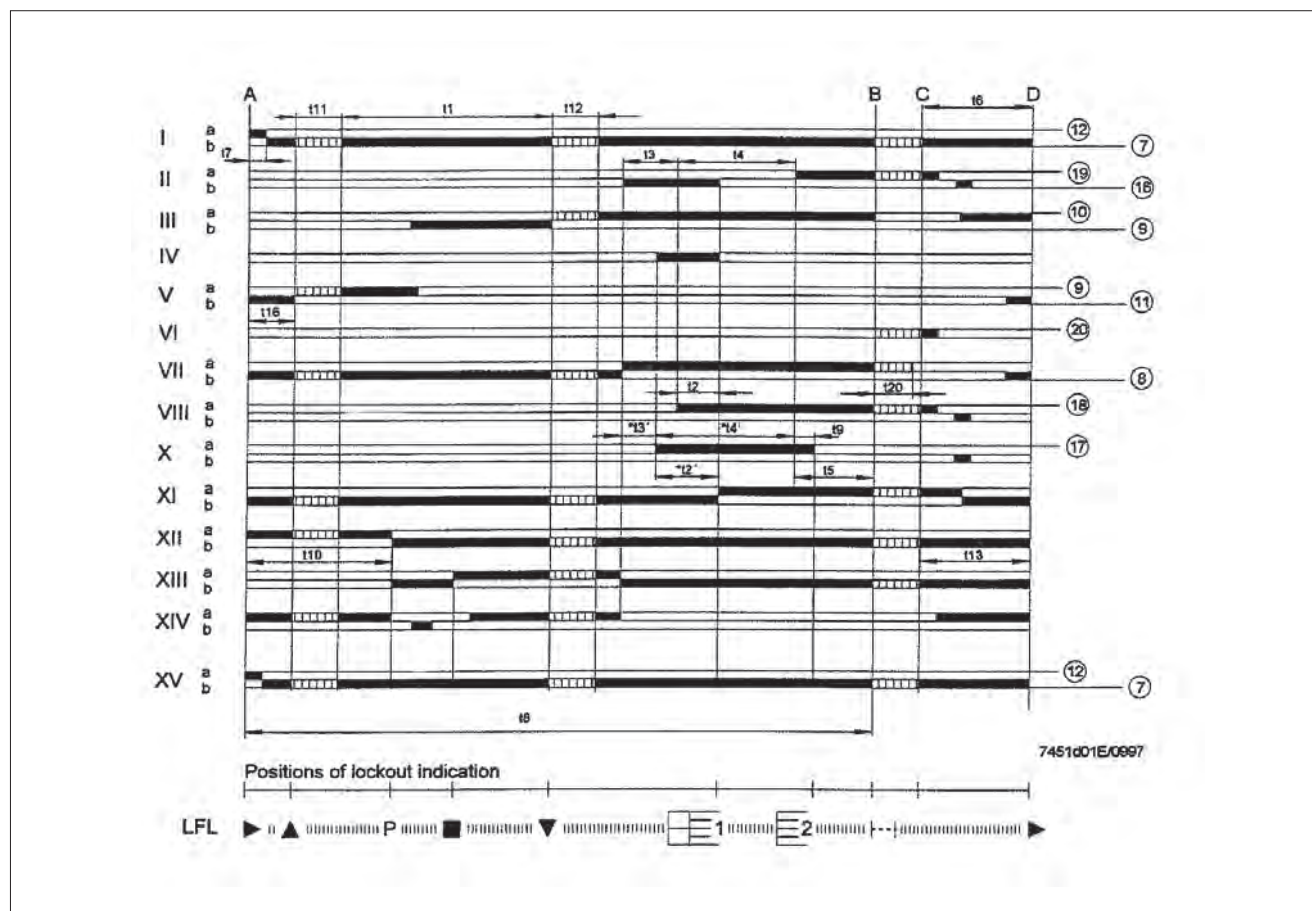 A B C D
t11 t1 t12 t6
I a b 12 7
t7
t3 t4
II a b 19 16
III a b 10 9
IV
V a b 9 11
t16
VI 20
VII a b 8
t2 t20
VIII a b 18
"t3´ "t4´ t9
X a b 17
"t2´ t5
XI a b
XII a b
t10 t13
XIII a b
XIV a b
XV a b 12 7
t8
7451d01E/0997
Positions of lockout indication
LFL P 1 2